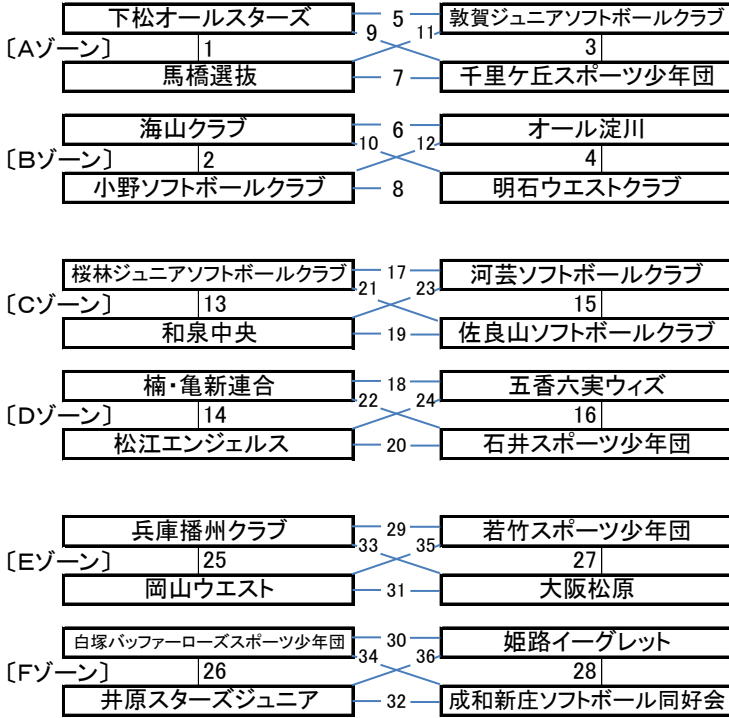 下松オールスターズ 5 敦賀ジュニアソフトボールクラブ
9 11
〔Aゾーン〕 1 3
馬橋選抜 7 千里ケ丘スポーツ少年団
海山クラブ 6 オール淀川
10 12
〔Bゾーン〕 2 4
小野ソフトボールクラブ 8 明石ウエストクラブ
桜林ジュニアソフトボールクラブ 17 河芸ソフトボールクラブ
21 23
〔Cゾーン〕 13 15
和泉中央 19 佐良山ソフトボールクラブ
楠・亀新連合 18 五香六実ウィズ
22 24
〔Dゾーン〕 14 16
松江エンジェルス 20 石井スポーツ少年団
兵庫播州クラブ 29 若竹スポーツ少年団
33 35
〔Eゾーン〕 25 27
岡山ウエスト 31 大阪松原
白塚バッファーローズスポーツ少年団 30 姫路イーグレット
34 36
〔Fゾーン〕 26 28
井原スターズジュニア 32 成和新庄ソフトボール同好会